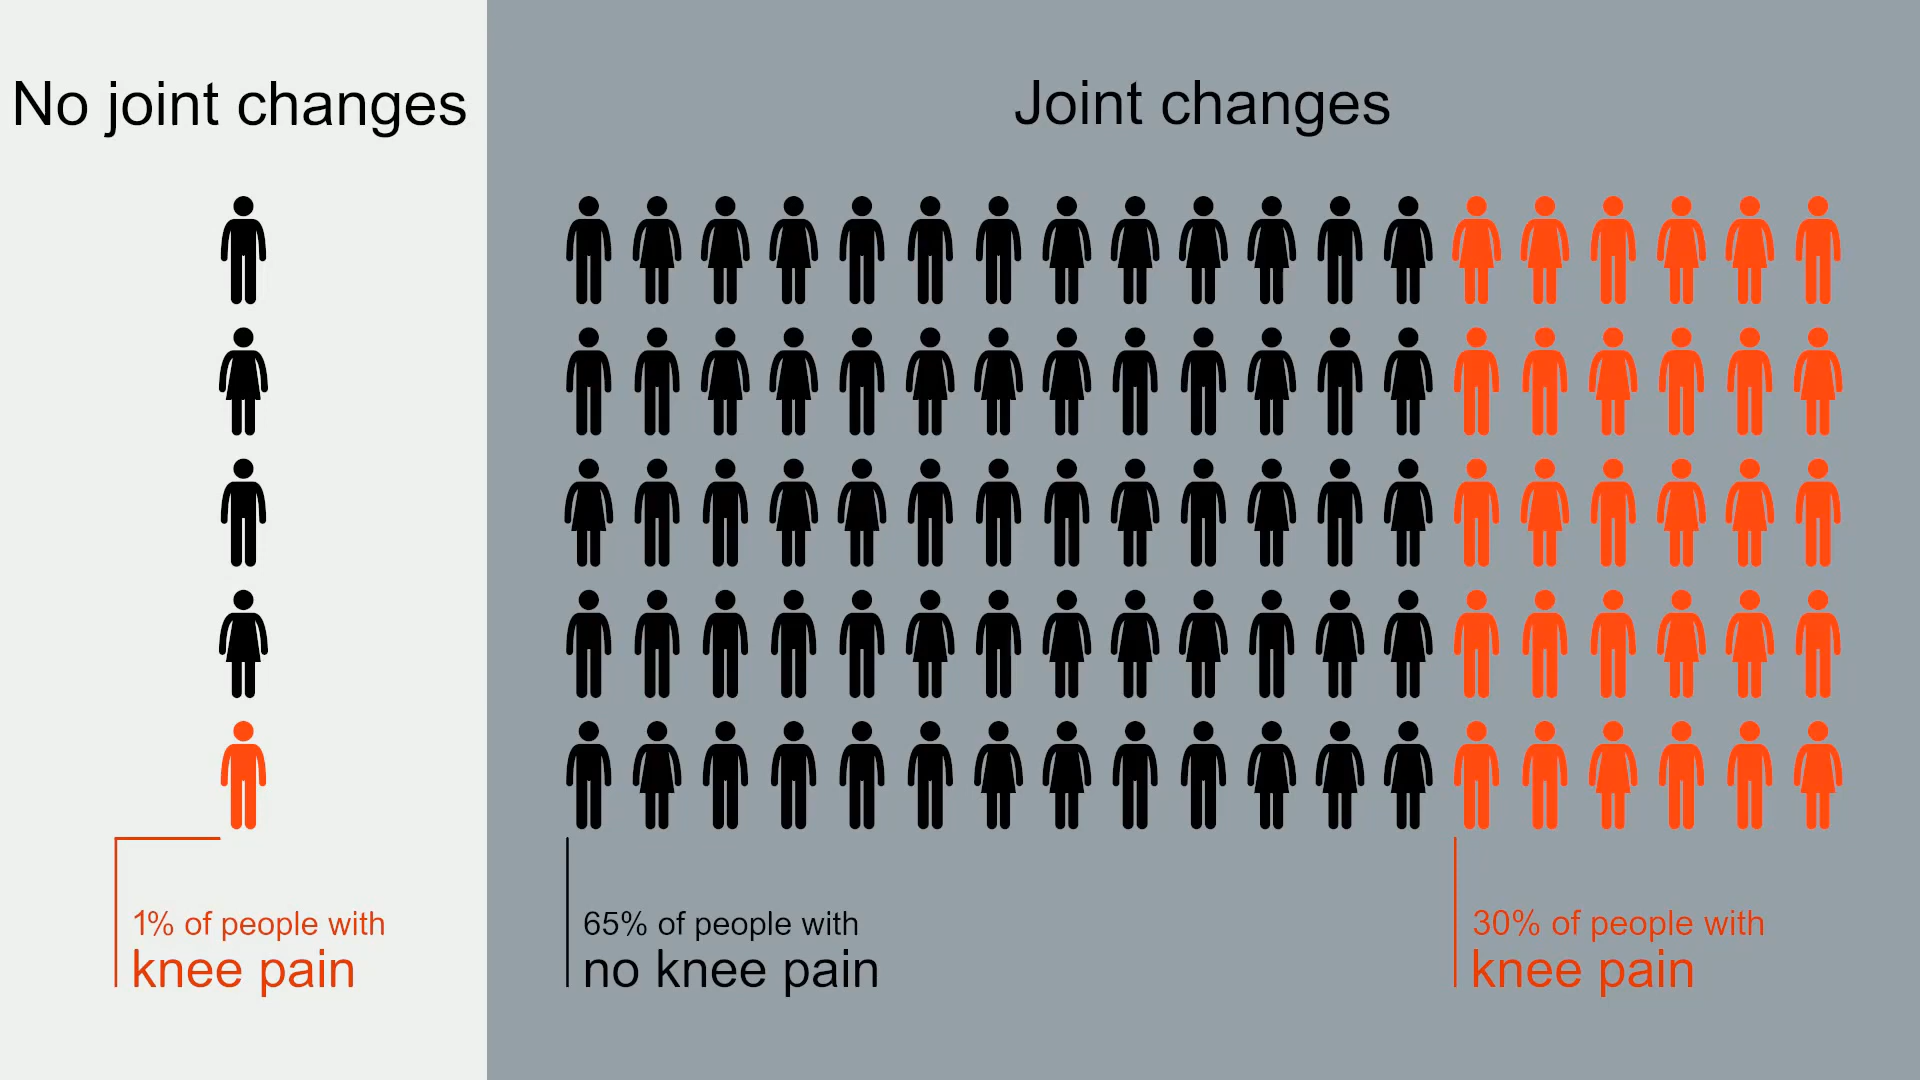 No joint changes
Joint changes
1% of people with
knee pain
65% of people with
no knee pain
30% of people with
knee pain